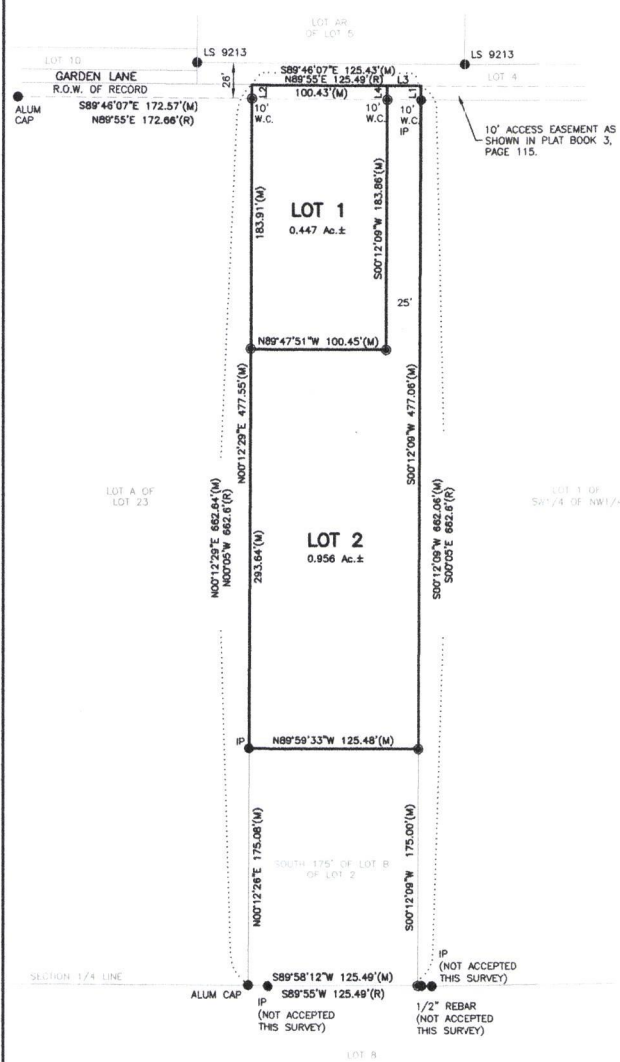 LOT AR
OF LOT 5
LOT 1D
LS 9213
LS 9213
LOT 4
GARDEN LANE
R.O.W. OF RECORD
26'
S89°46'07"E 125.43'(M)
N89°55'E 125.49'(R)
L3
ALUM
CAP
S89°46'07"E 172.57'(M)
N89°55'E 172.66'(R)
L2
100.43'(M)
L4
L1
10'
W.C.
10'
W.C.
10'
W.C.
IP
10' ACCESS EASEMENT AS
SHOWN IN PLAT BOOK 3,
PAGE 115.
LOT 1
0.447 Ac.±
183.91'(M)
S00°12'09"W 183.86'(M)
25'
N89°47'51"W 100.45'(M)
N00°12'29"E 477.55'(M)
S00°12'09"W 477.06'(M)
LOT A OF
LOT 23
N00°12'29"E 662.64'(M)
N00°05'W 662.6'(R)
293.64'(M)
LOT 2
0.956 Ac.±
S00°12'09"W 662.06'(M)
S00°05'E 662.6'(R)
LOT 1 OF
OF NW1/4
IP
N89°59'33"W 125.48'(M)
N00°12'26"E 175.08'(M)
SOUTH 175' OF LOT B
OF LOT 2
S00°12'09"W 175.00'(M)
SECTION 1/4 LINE
S89°58'12"W 125.49'(M)
S89°55'W 125.49'(R)
ALUM CAP
IP
(NOT ACCEPTED
THIS SURVEY)
IP
(NOT ACCEPTED
THIS SURVEY)
1/2" REBAR
(NOT ACCEPTED
THIS SURVEY)
LOT 8